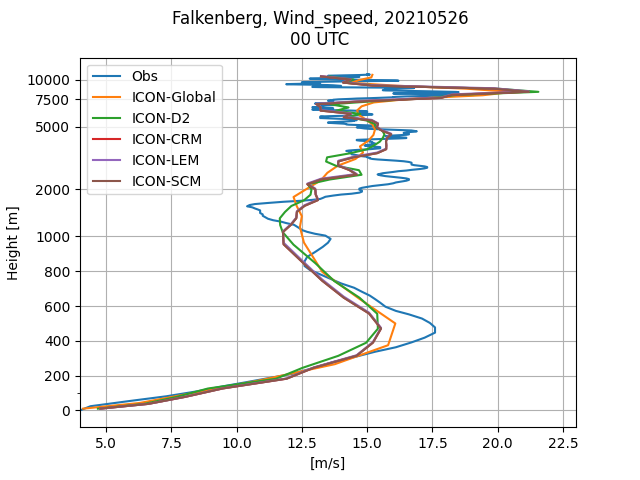 Falkenberg, Wind_speed, 20210526
00 UTC
Obs
ICON-Global
ICON-D2
ICON-CRM
ICON-LEM
ICON-SCM
Height [m]
10000
7500
5000
2000
1000
800
600
400
200
0
5.0 7.5 10.0 12.5 15.0 17.5 20.0 22.5
[m/s]